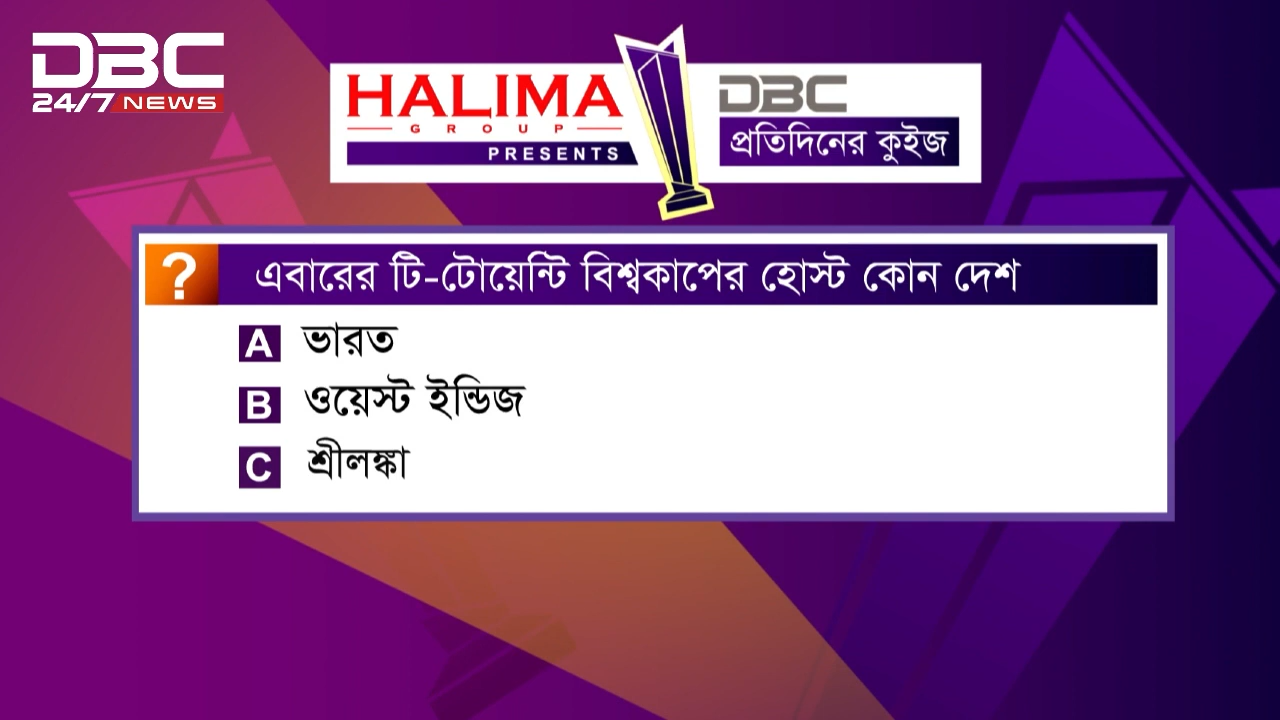 DBC
24/7 NEWS
HALIMA
GROUP
PRESENTS
DBC
প্রতিদিনের কুইজ
? এবারের টি-টোয়েন্টি বিশ্বকাপের হোস্ট কোন দেশ
A ভারত
B ওয়েস্ট ইন্ডিজ
C শ্রীলঙ্কা